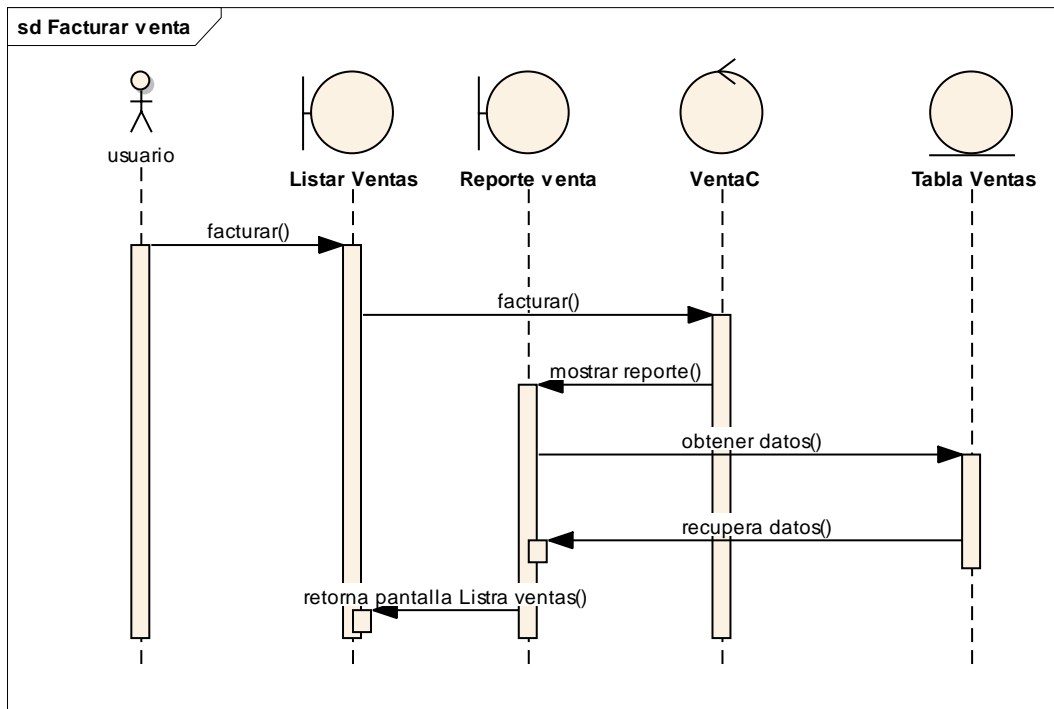 sd Facturar venta
usuario
Listar Ventas
Reporte venta
VentaC
Tabla Ventas
facturar()
facturar()
mostrar reporte()
obtener datos()
recupera datos()
retorna pantalla Listra ventas()